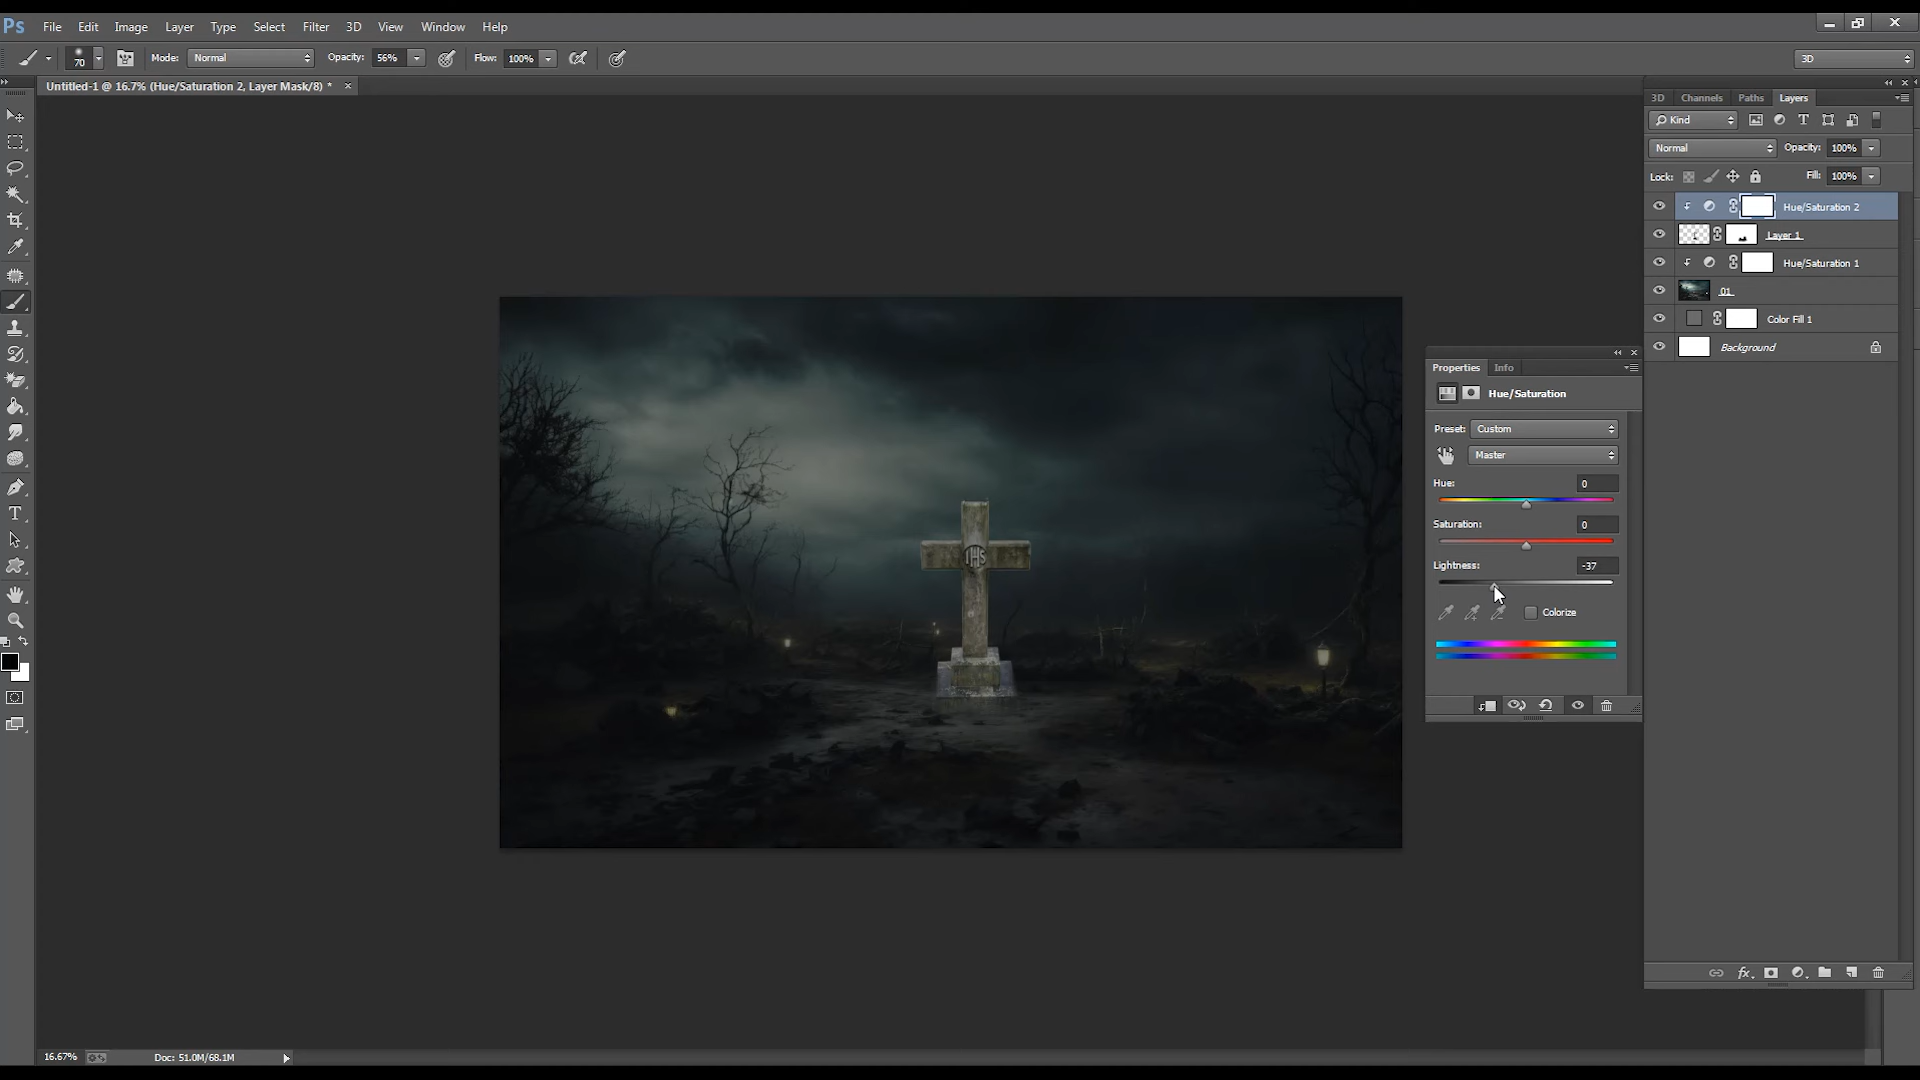 Ps File Edit Image Layer Type Select Filter 3D View Window Help
70 Mode: Normal Opacity: 56% Flow: 100% 3D
Untitled-1 @ 16.7% (Hue/Saturation 2, Layer Mask/8) * ×
3D Channels Paths Layers
Kind
Normal Opacity: 100%
Lock: Fill: 100%
Hue/Saturation 2
Layer 1
Hue/Saturation 1
01
Color Fill 1
Background
Properties Info
Hue/Saturation
Preset: Custom
Master
Hue: 0
Saturation: 0
Lightness: -37
Colorize
IHS
fx
16.67% Doc: 51.0M/68.1M